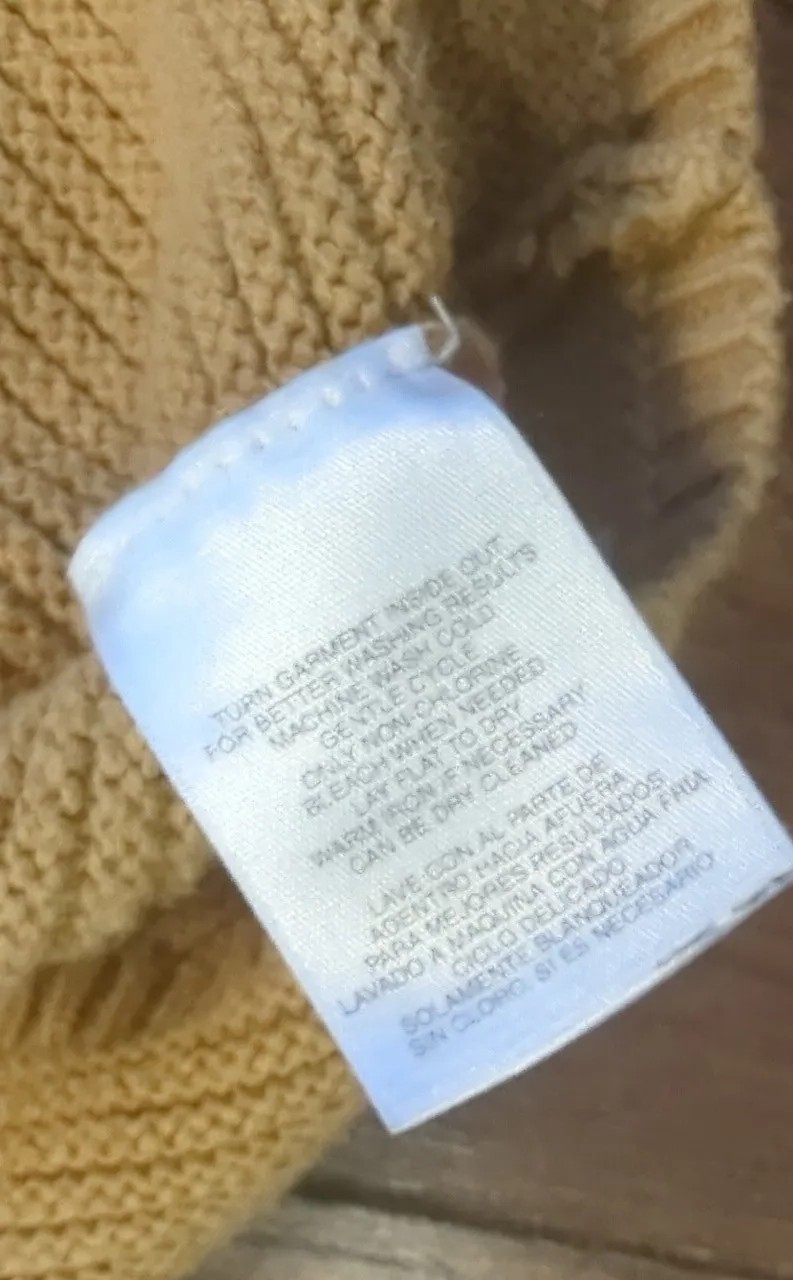 TURN GARMENT INSIDE OUT
FOR BETTER WASHING RESULTS
MACHINE WASH COLD
GENTLE CYCLE
ONLY NON-CHLORINE
BLEACH WHEN NEEDED
LAY FLAT TO DRY
WARM IRON IF NECESSARY
CAN BE DRY CLEANED
LAVE CON AL PARTE DE
ADENTRO HACIA AFUERA
PARA MEJORES RESULTADOS
LAVADO A MAQUINA CON AGUA FRIA
CICLO DELICADO
SOLAMENTE BLANQUEADOR
SIN CLORO, SI ES NECESARIO